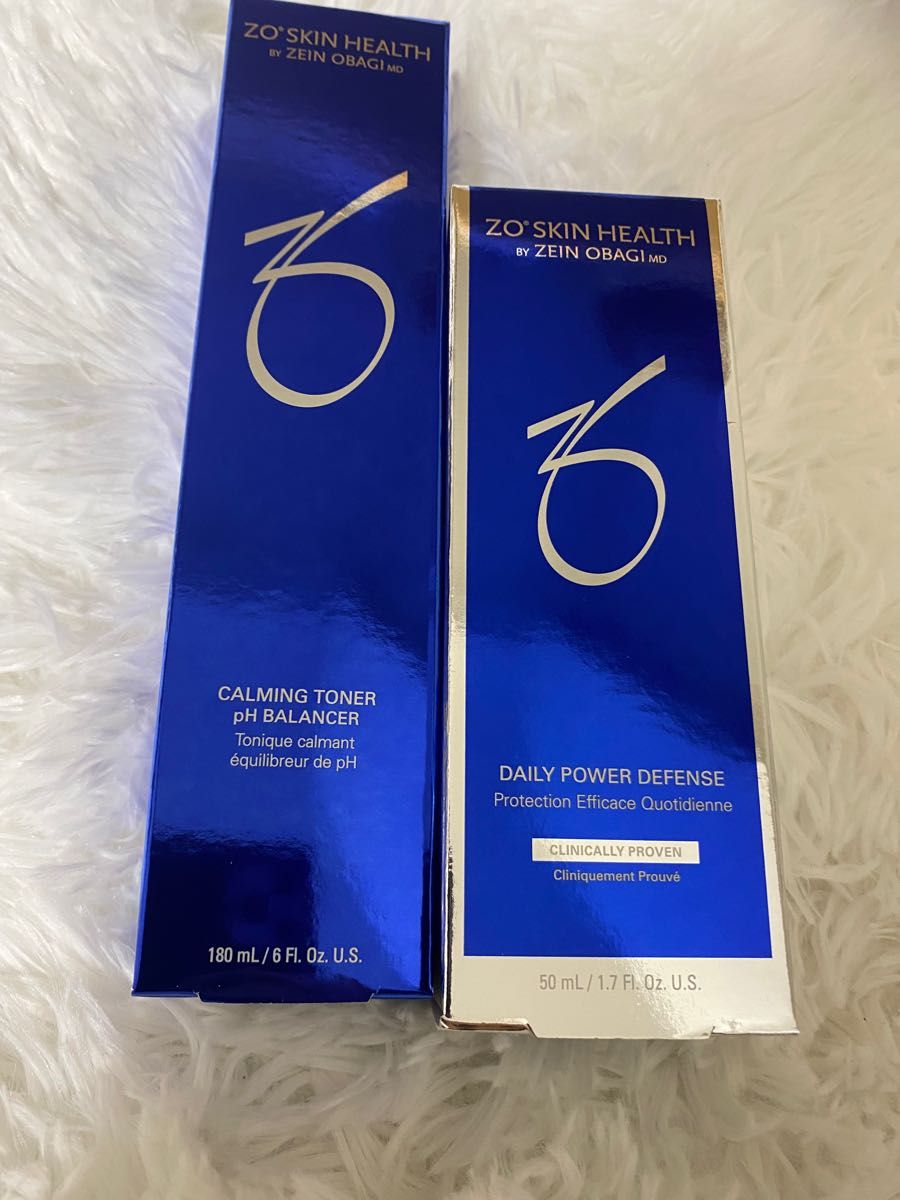 ZO® SKIN HEALTH
BY ZEIN OBAGI MD
CALMING TONER
pH BALANCER
Tonique calmant
équilibreur de pH
180 mL / 6 Fl. Oz. U.S.
ZO® SKIN HEALTH
BY ZEIN OBAGI MD
DAILY POWER DEFENSE
Protection Efficace Quotidienne
CLINICALLY PROVEN
Cliniquement Prouvé
50 mL / 1.7 Fl. Oz. U.S.